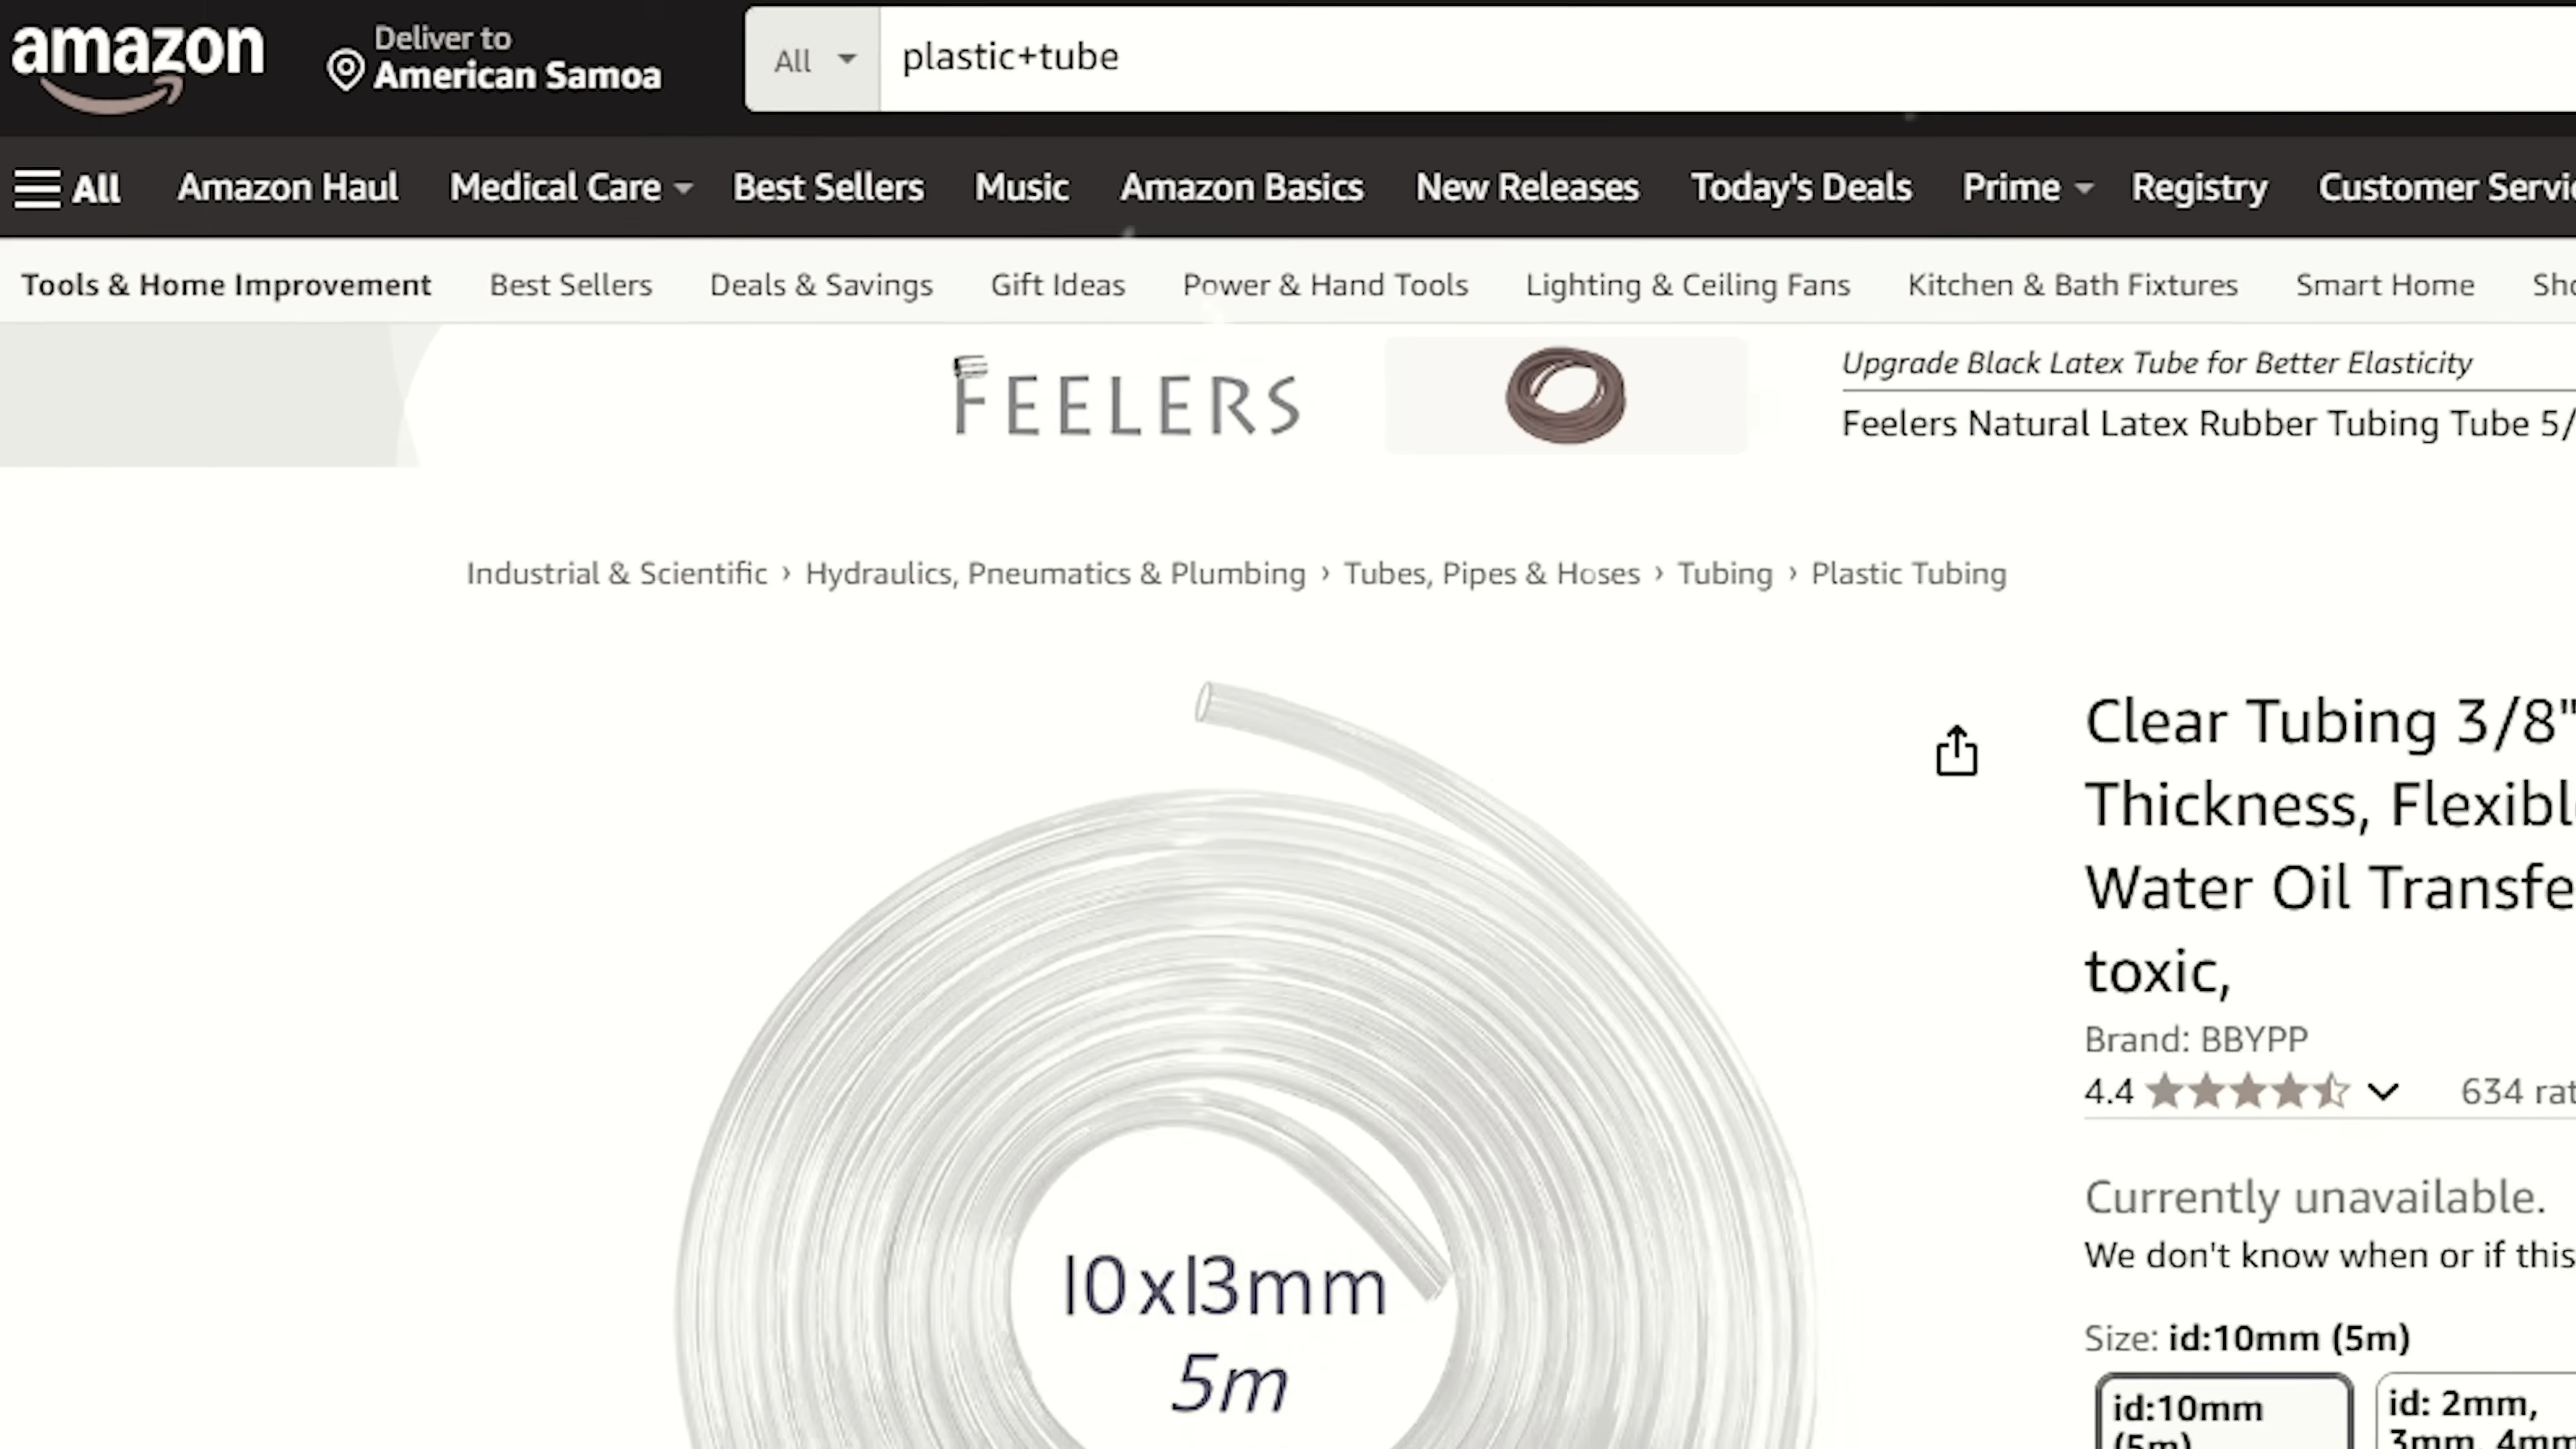 amazon
Deliver to
American Samoa
All
plastic+tube
All Amazon Haul Medical Care Best Sellers Music Amazon Basics New Releases Today's Deals Prime Registry Customer
Tools & Home Improvement Best Sellers Deals & Savings Gift Ideas Power & Hand Tools Lighting & Ceiling Fans Kitchen & Bath Fixtures Smart Home
FEELERS
Upgrade Black Latex Tube for Better Elasticity
Feelers Natural Latex Rubber Tubing Tube 5/
Industrial & Scientific › Hydraulics, Pneumatics & Plumbing › Tubes, Pipes & Hoses › Tubing › Plastic Tubing
Clear Tubing 3/8"
Thickness,
Water Oil
toxic,
Brand: BBYPP
4.4 634
Currently unavailable.
We don't know when or if this
Size: id:10mm (5m)
id:10mm
(5m)
id: 2mm,
3mm, 4mm
10x13mm
5m